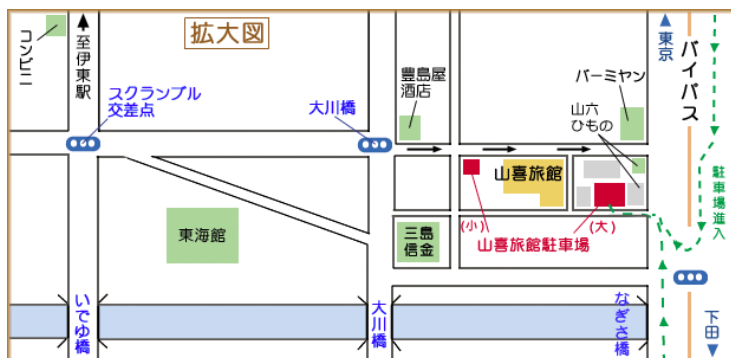 拡大図
コンビニ
至伊東駅
スクランブル
交差点
大川橋
豊島屋
酒店
バーミヤン
山六
ひもの
東京
バイパス
山喜旅館
駐車場進入
東海館
三島
信金
(小)
山喜旅館駐車場
(大)
いでゆ橋
大川橋
なぎさ橋
下田